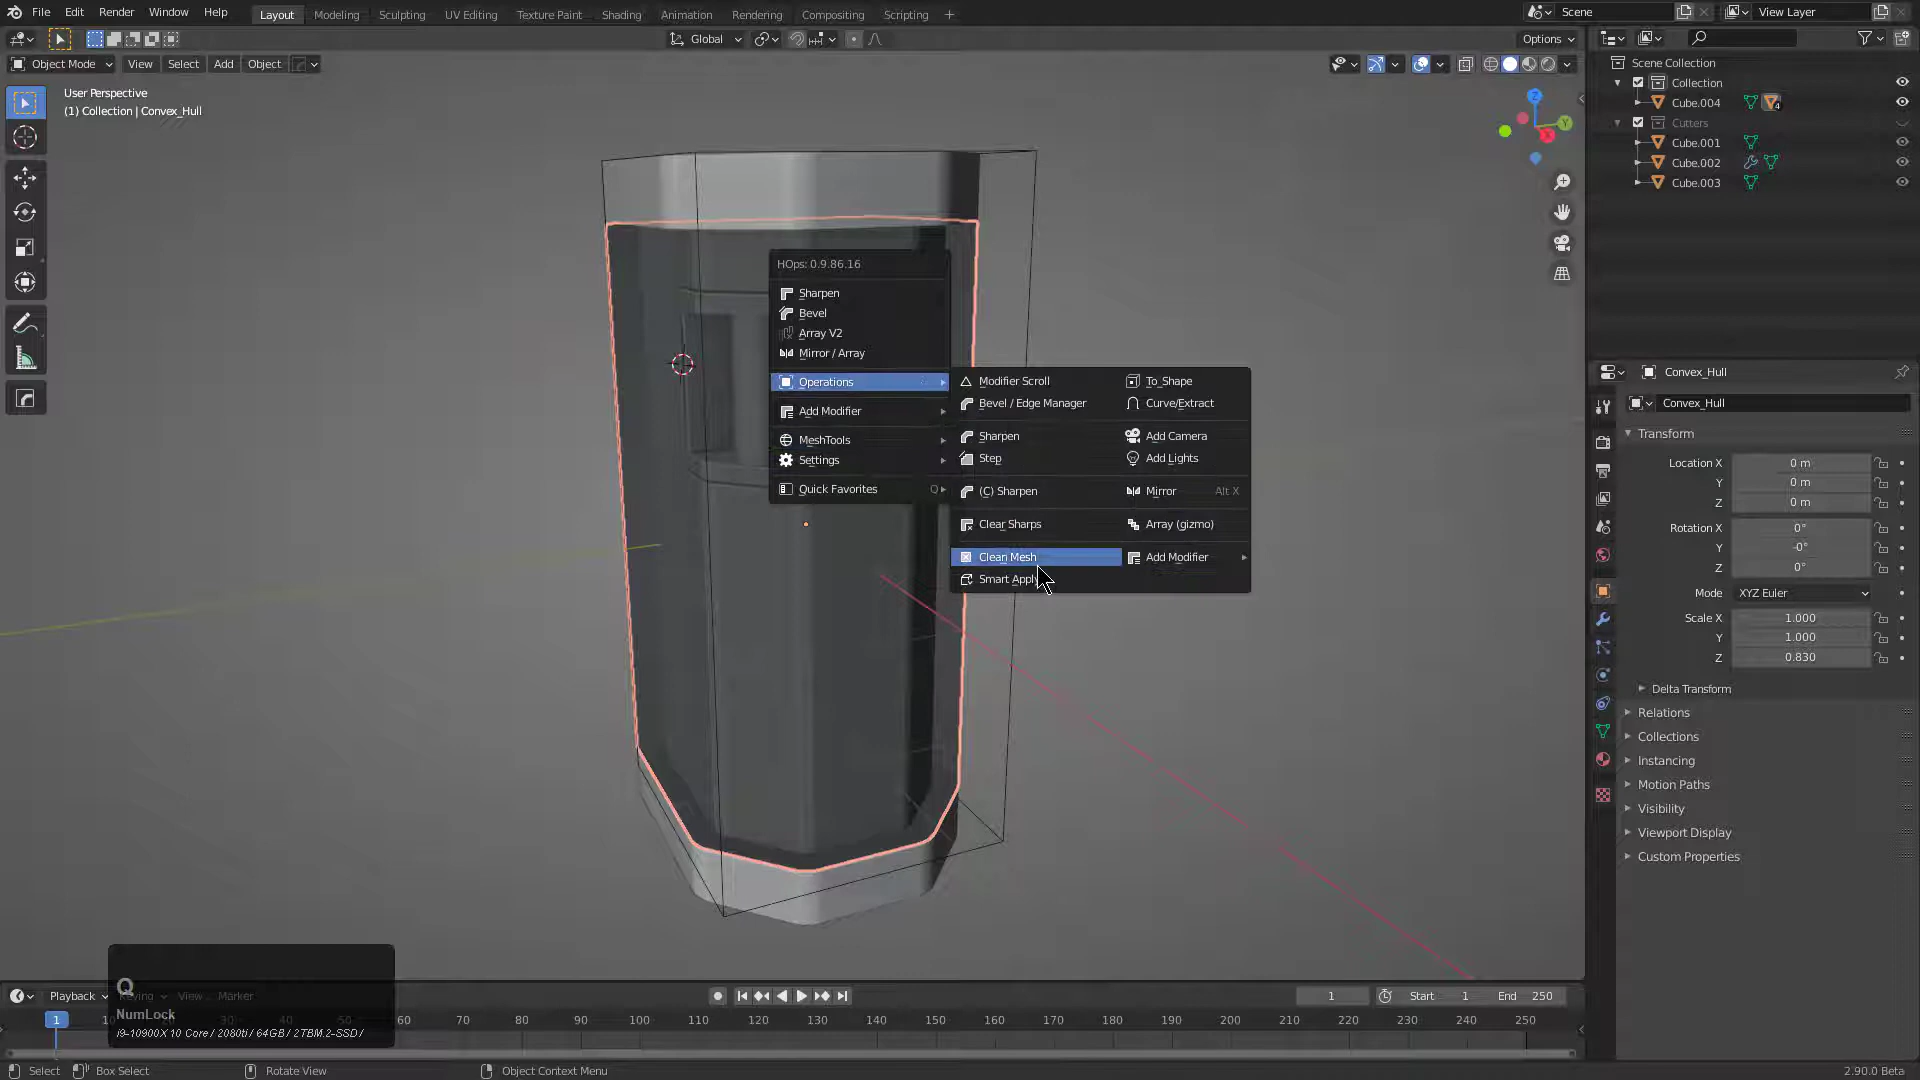 File Edit Render Window Help Layout Modeling Sculpting UV Editing Texture Paint Shading Animation Rendering Compositing Scripting + Scene View Layer
Global Options
Object Mode View Select Add Object
User Perspective
(1) Collection | Convex_Hull
Scene Collection
Collection
Cube.004 4
Cutters
Cube.001
Cube.002
Cube.003
Z
Y
X
HOps: 0.9.86.16
Sharpen
Bevel
Array V2
Mirror / Array
Operations
Add Modifier
MeshTools
Settings
Quick Favorites Q
Modifier Scroll To_Shape
Bevel / Edge Manager Curve/Extract
Sharpen Add Camera
Step Add Lights
(C) Sharpen Mirror Alt X
Clear Sharps Array (gizmo)
Clean Mesh Add Modifier
Smart Apply
Convex_Hull
Convex_Hull
Transform
Location X 0 m
Y 0 m
Z 0 m
Rotation X 0°
Y -0°
Z 0°
Mode XYZ Euler
Scale X 1.000
Y 1.000
Z 0.830
Delta Transform
Relations
Collections
Instancing
Motion Paths
Visibility
Viewport Display
Custom Properties
Q
NumLock
i9-10900X 10 Core / 2080ti / 64GB / 2TBM.2-SSD /
Playback Keying View Marker 1 Start 1 End 250
1 10 40 50 60 70 80 90 100 110 120 130 140 150 160 170 180 190 200 210 220 230 240 250
Select Box Select Rotate View Object Context Menu 2.90.0 Beta